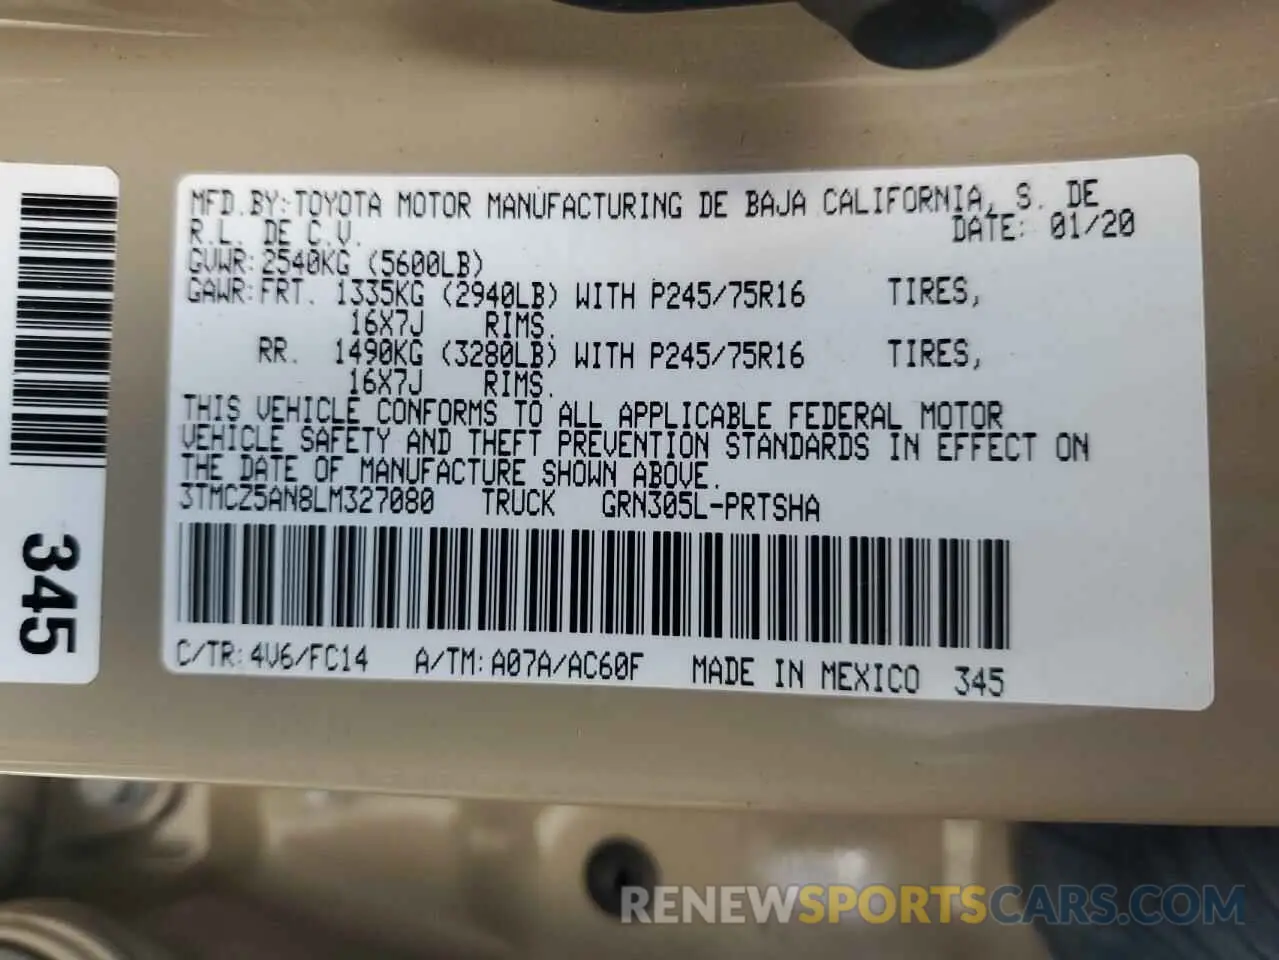 MFD.BY:TOYOTA MOTOR MANUFACTURING DE BAJA CALIFORNIA, S. DE
R.L. DE C.V. DATE: 01/20
GVWR:2540KG (5600LB)
GAWR:FRT. 1335KG (2940LB) WITH P245/75R16 TIRES,
16X7J RIMS.
RR. 1490KG (3280LB) WITH P245/75R16 TIRES,
16X7J RIMS.
THIS VEHICLE CONFORMS TO ALL APPLICABLE FEDERAL MOTOR
VEHICLE SAFETY AND THEFT PREVENTION STANDARDS IN EFFECT ON
THE DATE OF MANUFACTURE SHOWN ABOVE.
3TMCZ5AN8LM327080 TRUCK GRN305L-PRTSHA
C/TR:4V6/FC14 A/TM:A07A/AC60F MADE IN MEXICO 345
345
RENEWSPORTSCARS.COM